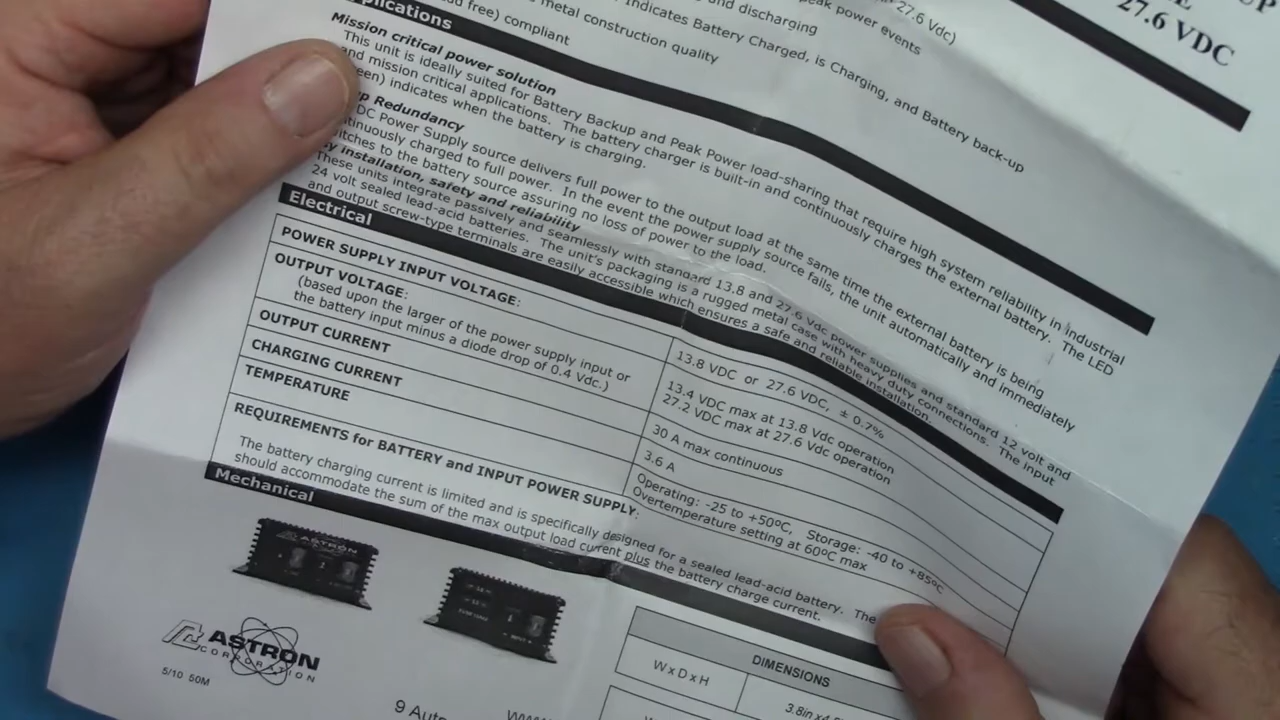 27.6 VDC
27.6 Vdc)
peak power events
and discharging
Indicates Battery Charged, is Charging, and Battery back-up
metal construction quality
free) compliant
Mission critical power solution
This unit is ideally suited for Battery Backup and Peak Power load-sharing that require high system reliability in industrial
and mission critical applications. The battery charger is built-in and continuously charges the external battery. The LED
indicates when the battery is charging.
Redundancy
DC Power Supply source delivers full power to the output load at the same time the external battery is being
continuously charged to full power. In the event the power supply source fails, the unit automatically and immediately
switches to the battery source assuring no loss of power to the load.
installation, safety and reliability
These units integrate passively and seamlessly with standard 13.8 and 27.6 Vdc power supplies and standard 12 volt and
24 volt sealed lead-acid batteries. The unit's packaging is a rugged metal case with heavy duty connections. The input
and output screw-type terminals are easily accessible which ensures a safe and reliable installation.
Electrical
POWER SUPPLY INPUT VOLTAGE: 13.8 VDC or 27.6 VDC, ± 0.7%
OUTPUT VOLTAGE: 13.4 VDC max at 13.8 Vdc operation
(based upon the larger of the power supply input or 27.2 VDC max at 27.6 Vdc operation
the battery input minus a diode drop of 0.4 Vdc.)
OUTPUT CURRENT 30 A max continuous
CHARGING CURRENT 3.6 A
TEMPERATURE Operating: -25 to +50ºC, Storage: -40 to +85ºC
Overtemperature setting at 60ºC max
REQUIREMENTS for BATTERY and INPUT POWER SUPPLY:
The battery charging current is limited and is specifically designed for a sealed lead-acid battery. The
should accommodate the sum of the max output load current plus the battery charge current.
Mechanical
ASTRON
ASTRON
CORPORATION
5/10 50M
DIMENSIONS
W x D x H
3.8in
9